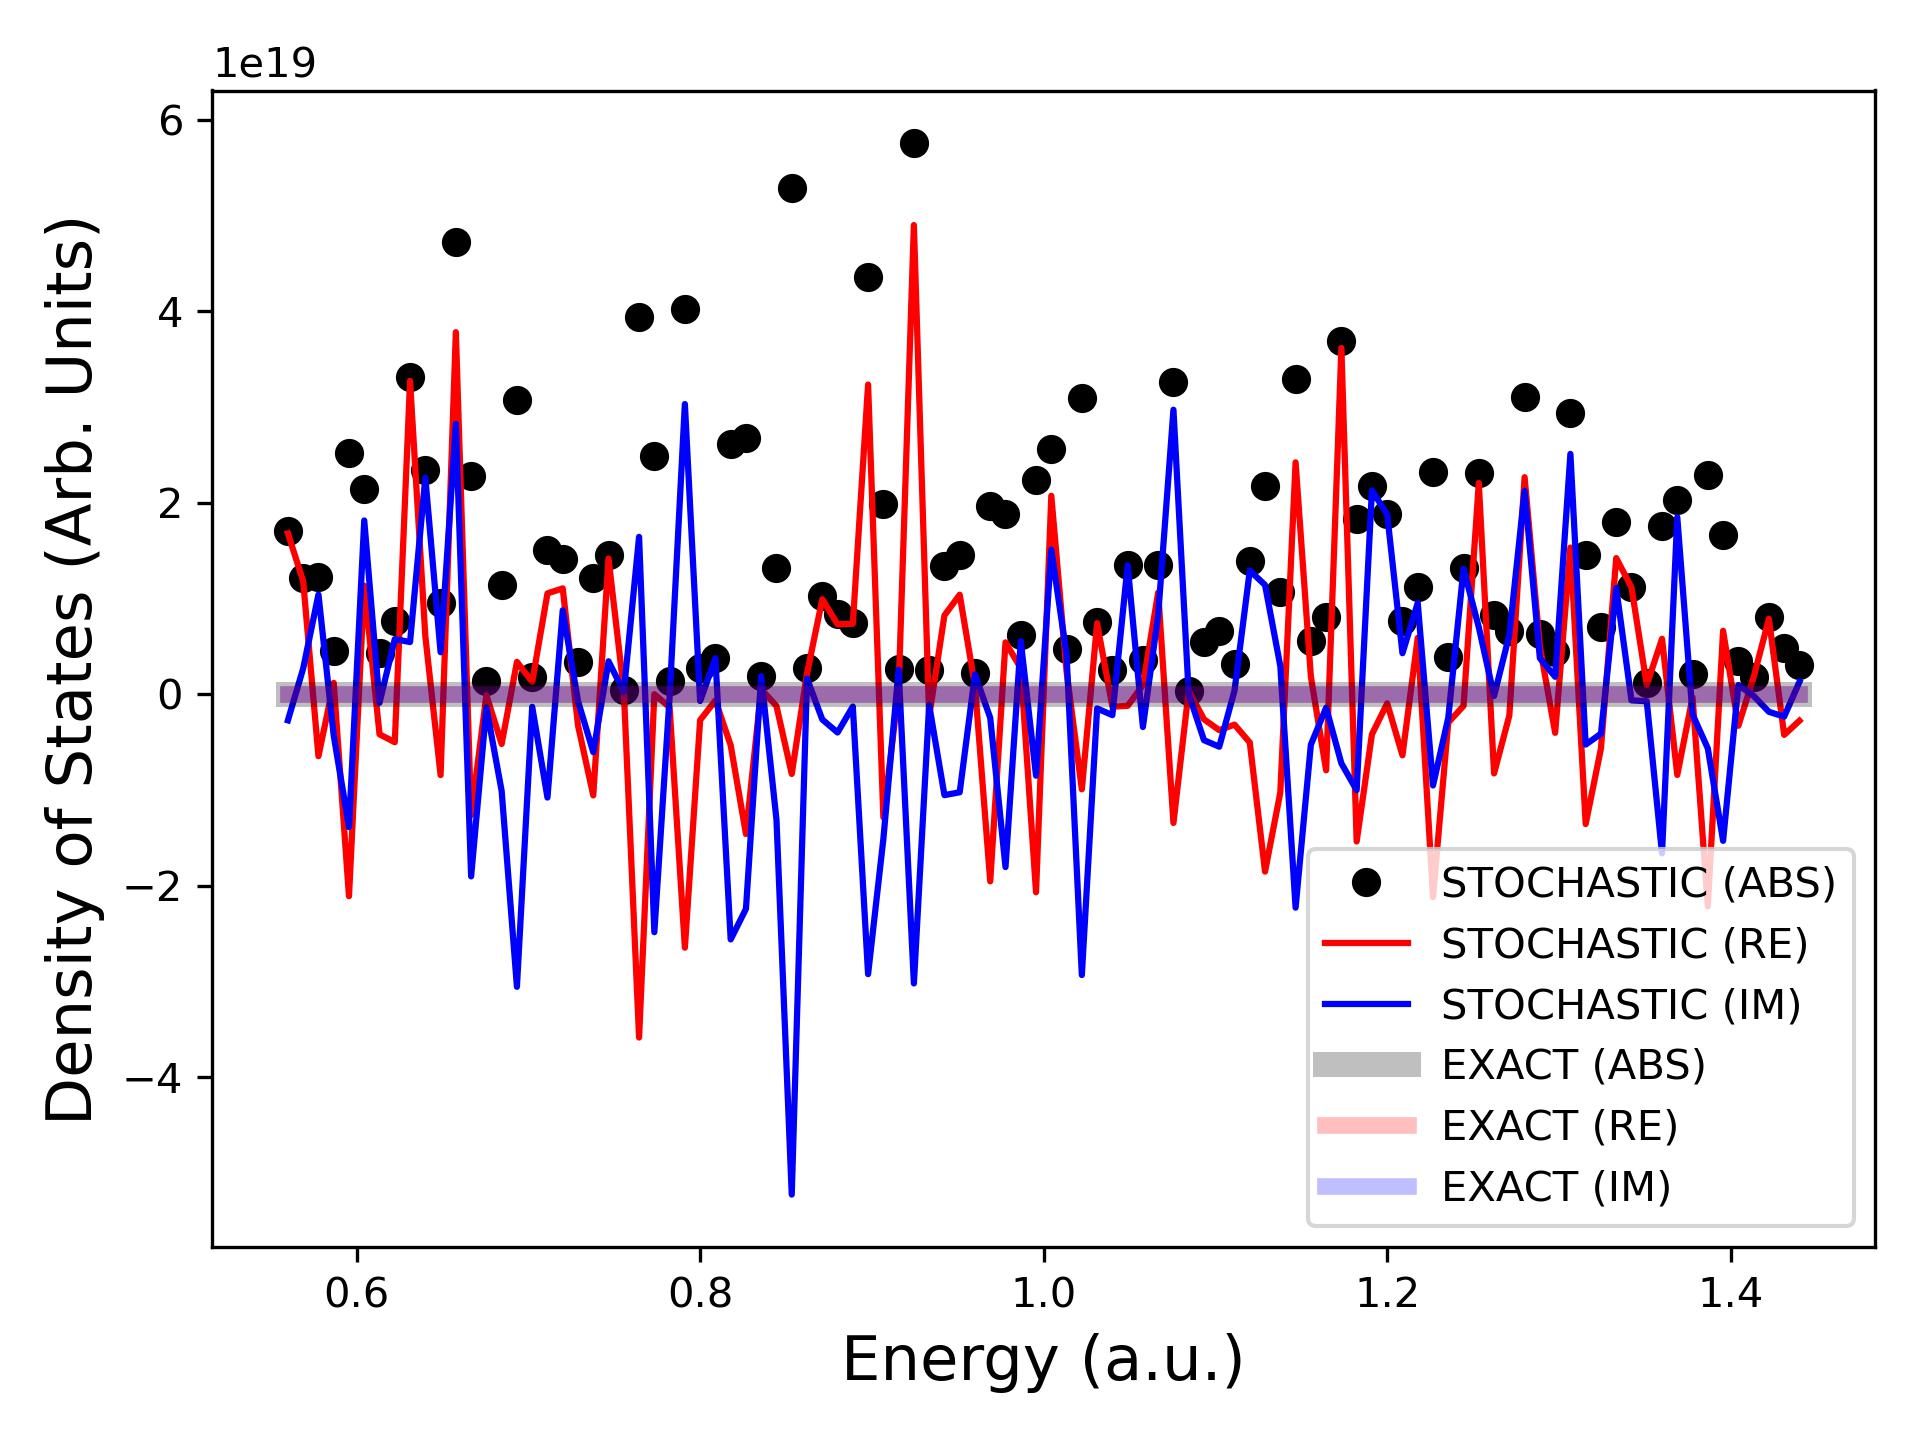 1e19
6
4
2
0
−2
−4
Density of States (Arb. Units)
STOCHASTIC (ABS)
STOCHASTIC (RE)
STOCHASTIC (IM)
EXACT (ABS)
EXACT (RE)
EXACT (IM)
0.6 0.8 1.0 1.2 1.4
Energy (a.u.)